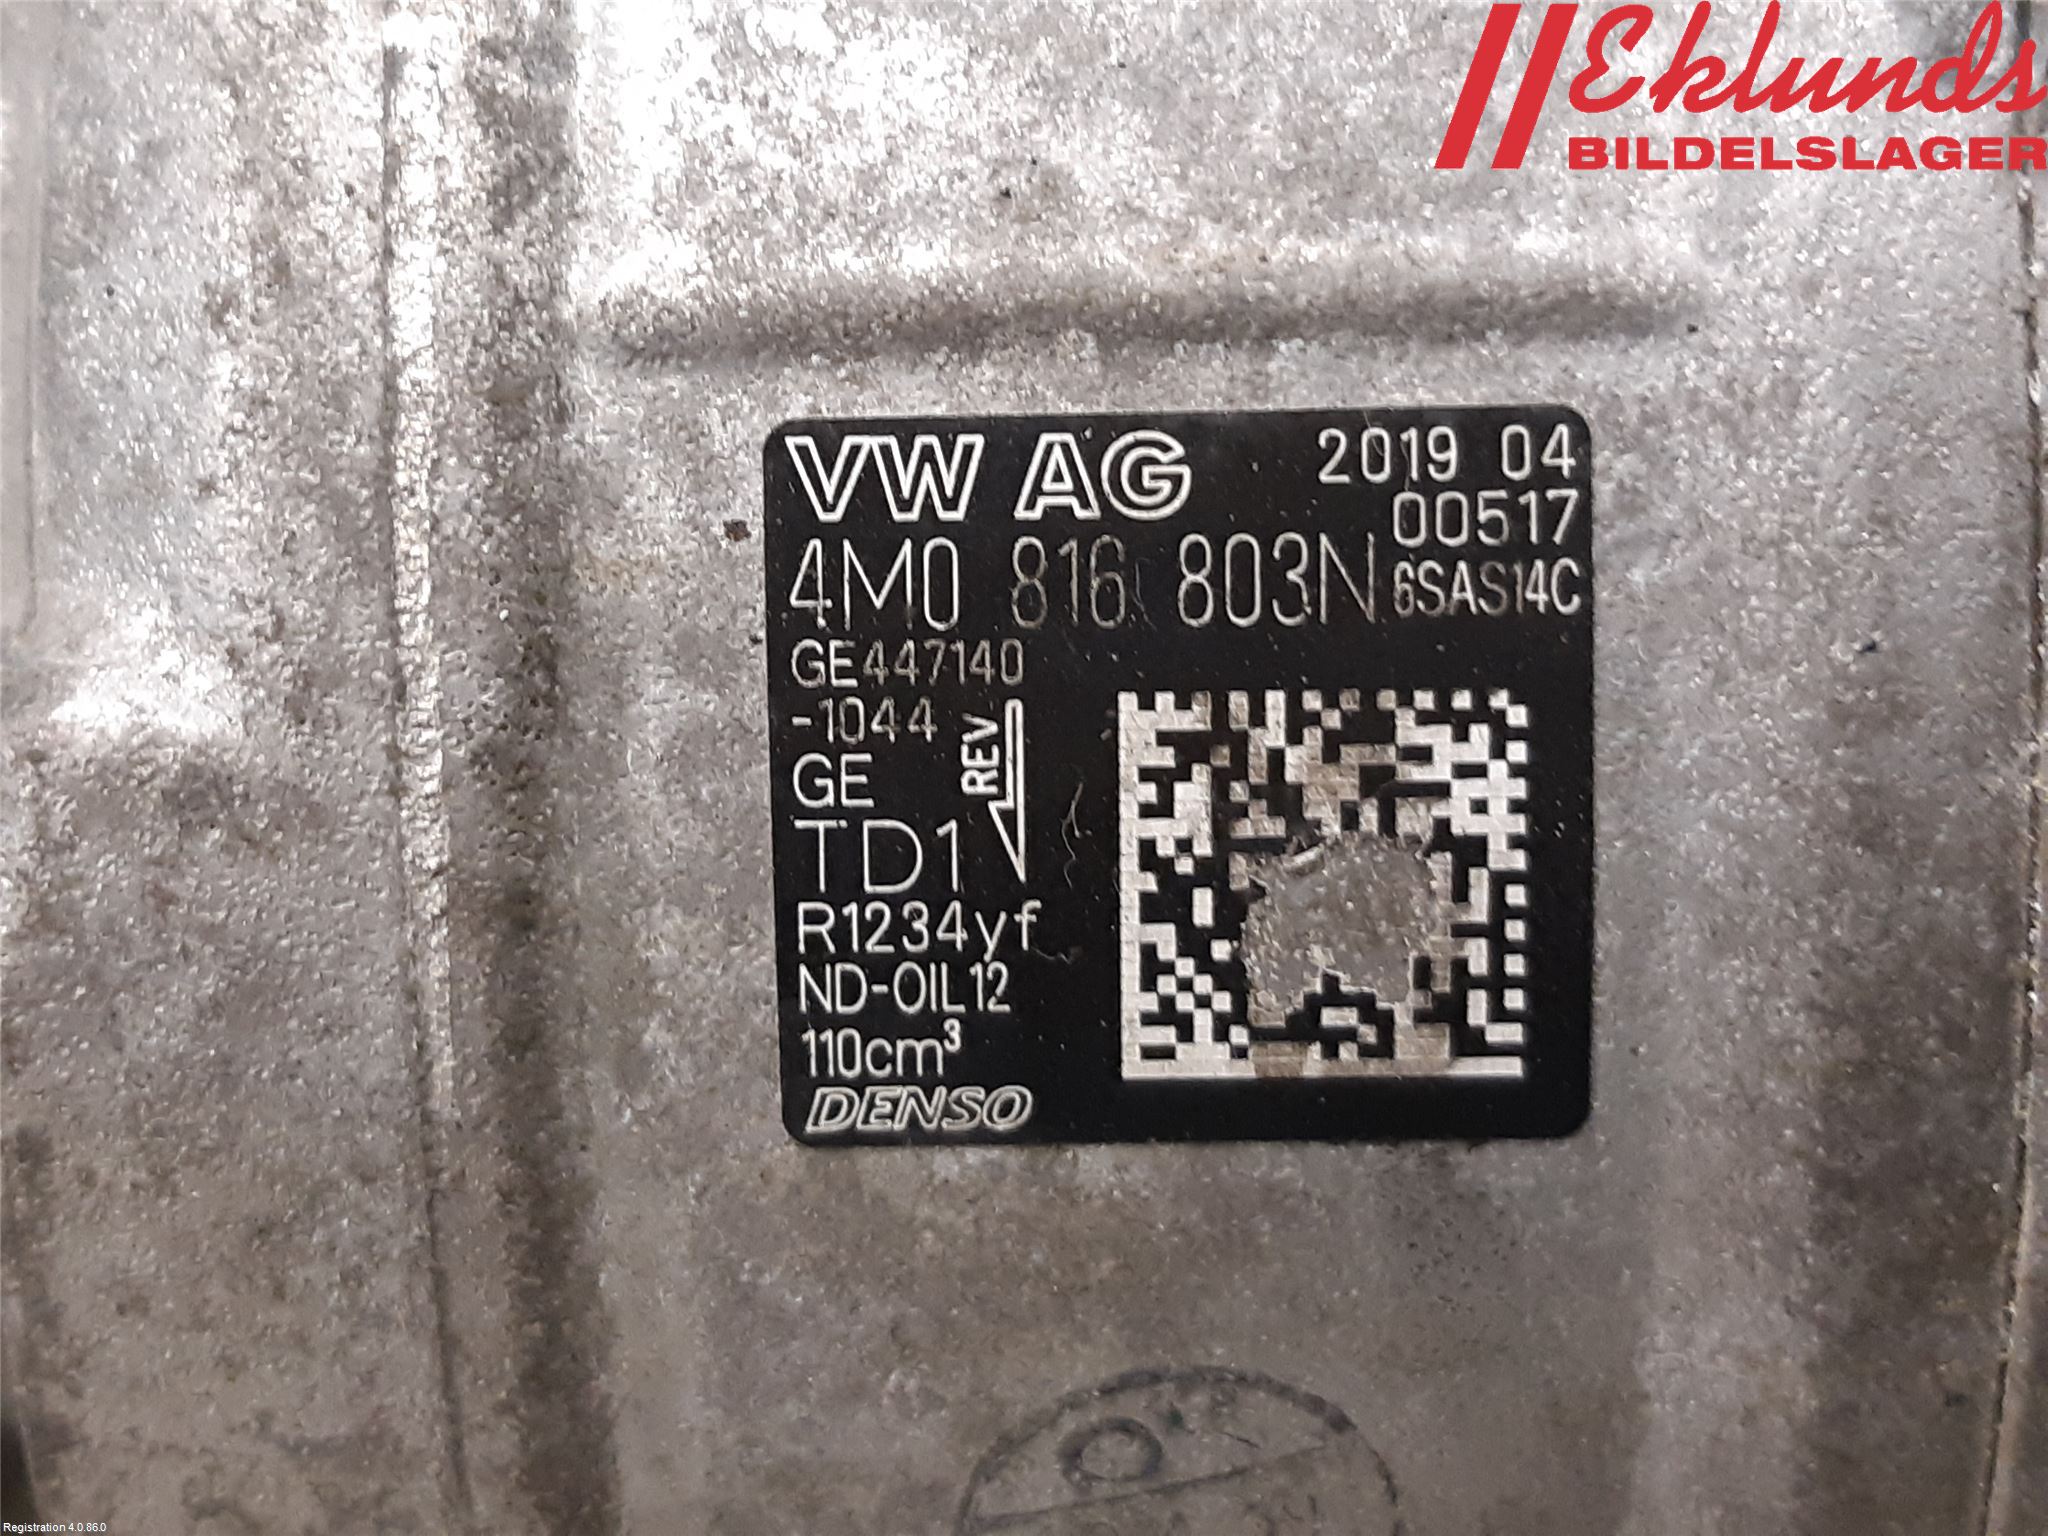 Eklunds
BILDELSLAGER
VW AG 2019 04
00517
4M0 816 803N 6SAS14C
GE447140
-1044
REV
GE
TD1
R1234yf
ND-OIL12
110cm³
DENSO
Registration 4.0.86.0